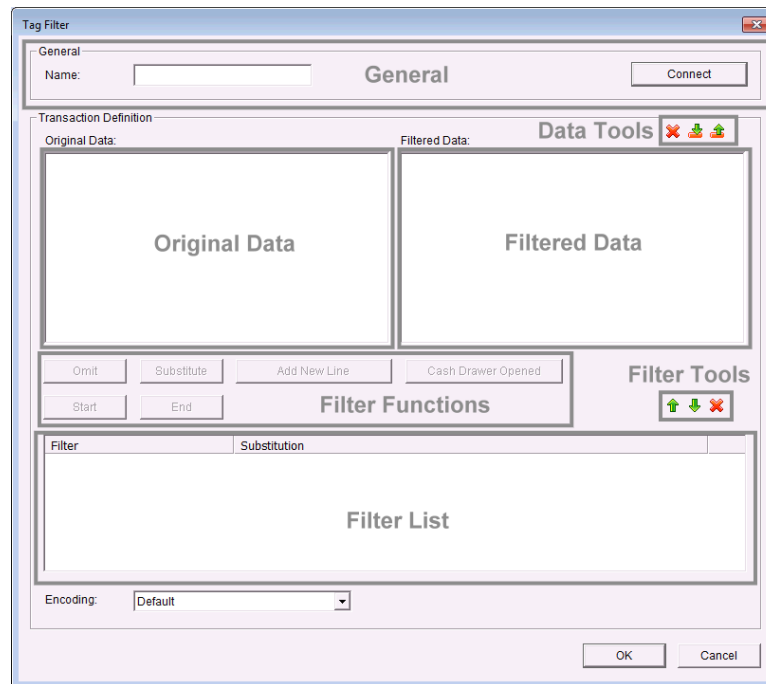 Tag Filter
General
Name:
General
Connect
Transaction Definition
Data Tools
Original Data:
Filtered Data:
Original Data
Filtered Data
Omit
Substitute
Add New Line
Cash Drawer Opened
Filter Tools
Start
End
Filter Functions
Filter
Substitution
Filter List
Encoding:
Default
OK
Cancel